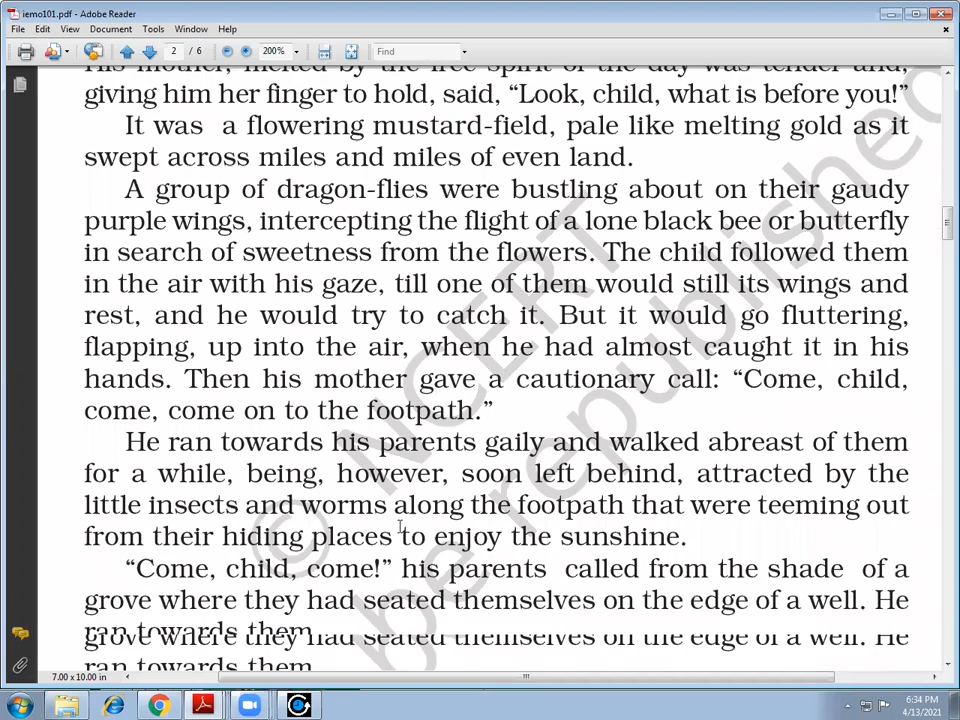 iemo101.pdf - Adobe Reader
File Edit View Document Tools Window Help
2 / 6 200% Find
His mother, melted by the free spirit of the day was tender and,
giving him her finger to hold, said, “Look, child, what is before you!”
It was a flowering mustard-field, pale like melting gold as it
swept across miles and miles of even land.
A group of dragon-flies were bustling about on their gaudy
purple wings, intercepting the flight of a lone black bee or butterfly
in search of sweetness from the flowers. The child followed them
in the air with his gaze, till one of them would still its wings and
rest, and he would try to catch it. But it would go fluttering,
flapping, up into the air, when he had almost caught it in his
hands. Then his mother gave a cautionary call: “Come, child,
come, come on to the footpath.”
He ran towards his parents gaily and walked abreast of them
for a while, being, however, soon left behind, attracted by the
little insects and worms along the footpath that were teeming out
from their hiding places to enjoy the sunshine.
“Come, child, come!” his parents called from the shade of a
grove where they had seated themselves on the edge of a well. He
ran towards them
grove where they had seated themselves on the edge of a well. He
ran towards them.
© NCERT
be republished
7.00 x 10.00 in
6:34 PM
4/13/2021